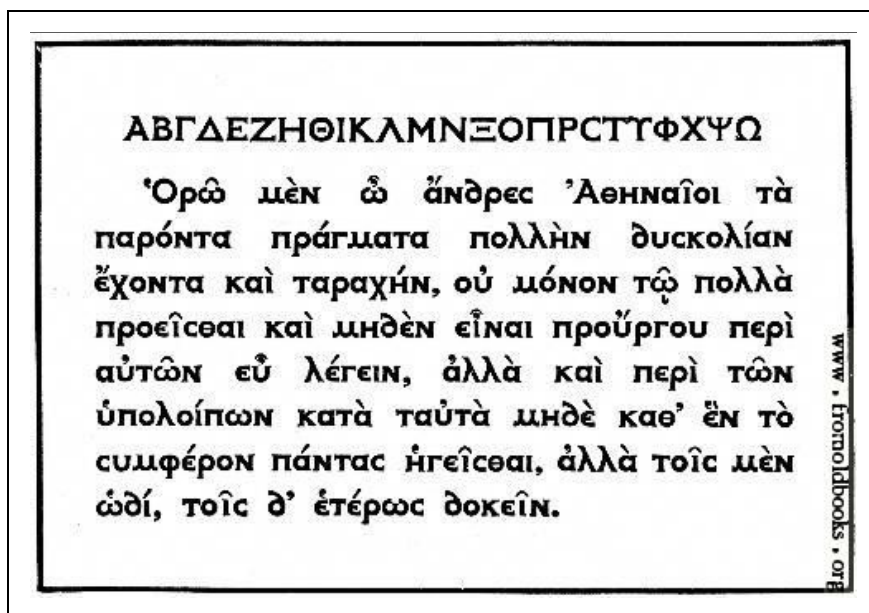 ΑΒΓΔΕΖΗΘΙΚΛΜΝΞΟΠΡϹΤΥΦΧΨΩ
Ὁρῶ μὲν ὦ ἄνδρες Ἀθηναῖοι τὰ
παρόντα πράγματα πολλὴν δυσκολίαν
ἔχοντα καὶ ταραχήν, οὐ μόνον τῷ πολλὰ
προεῖσθαι καὶ μηδὲν εἶναι προὔργου περὶ
αὐτῶν εὖ λέγειν, ἀλλὰ καὶ περὶ τῶν
ὑπολοίπων κατὰ ταὐτὰ μηδὲ καθ’ ἓν τὸ
συμφέρον πάντας ἡγεῖσθαι, ἀλλὰ τοῖς μὲν
ὡδί, τοῖς δ’ ἑτέρως δοκεῖν.
www.fromoldbooks.org